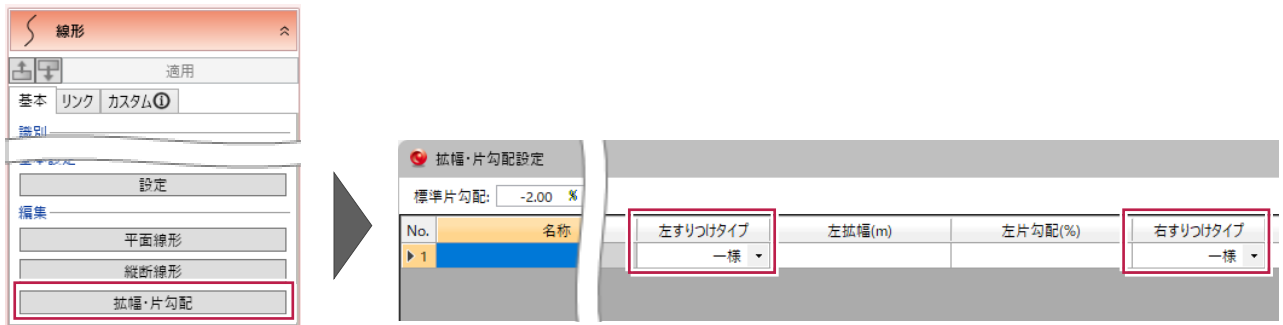 線形
適用
基本 リンク カスタム
識別
設定
編集
平面線形
縦断線形
拡幅・片勾配
拡幅・片勾配設定
標準片勾配: -2.00 %
No. 名称 左すりつけタイプ 左拡幅(m) 左片勾配(%) 右すりつけタイプ
1 一様 一様